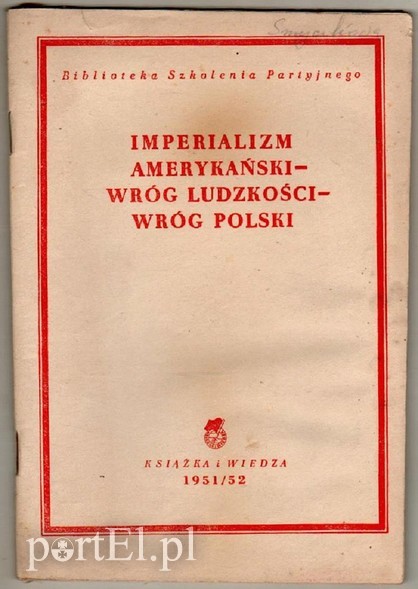 Biblioteka Szkolenia Partyjnego
IMPERIALIZM
AMERYKAŃSKI—
WRÓG LUDZKOŚCI—
WRÓG POLSKI
KSIĄŻKA i WIEDZA
1951/52
portEl.pl